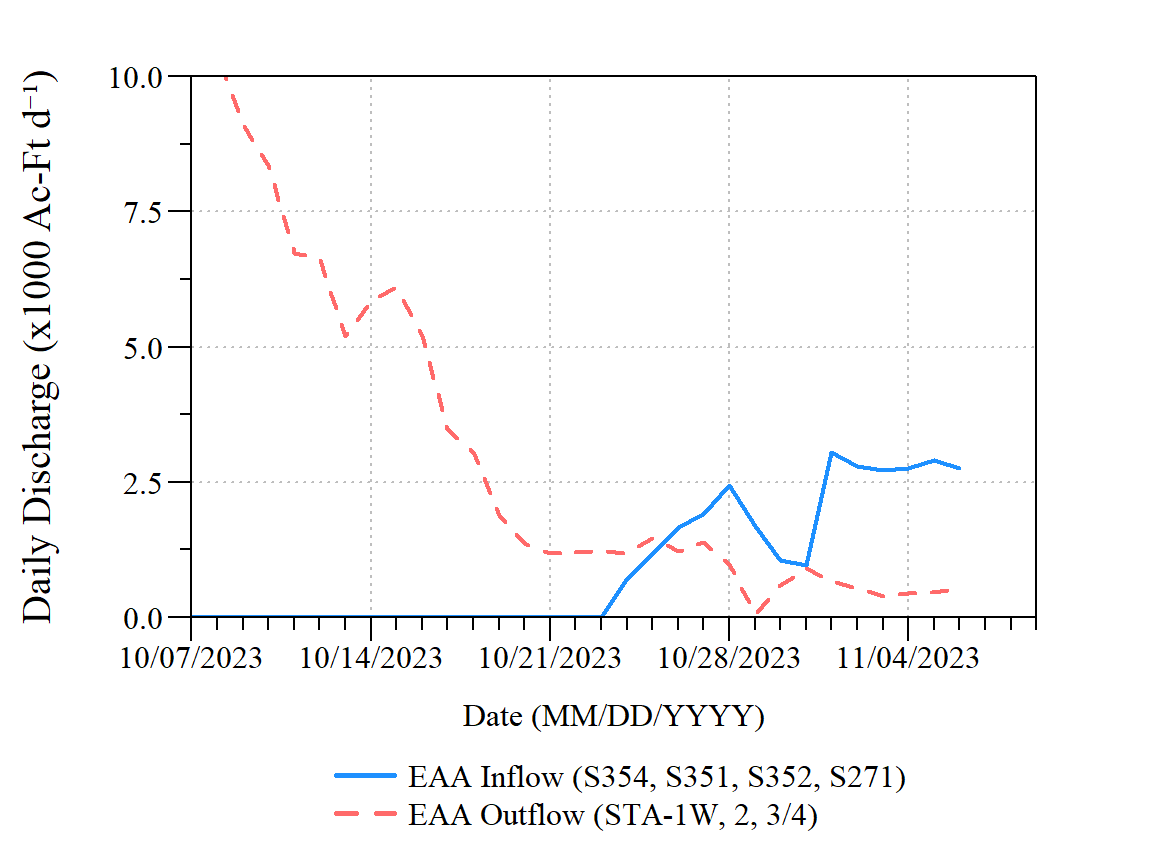 Daily Discharge (x1000 Ac-Ft d⁻¹)
10.0
7.5
5.0
2.5
0.0
10/07/2023 10/14/2023 10/21/2023 10/28/2023 11/04/2023
Date (MM/DD/YYYY)
EAA Inflow (S354, S351, S352, S271)
EAA Outflow (STA-1W, 2, 3/4)